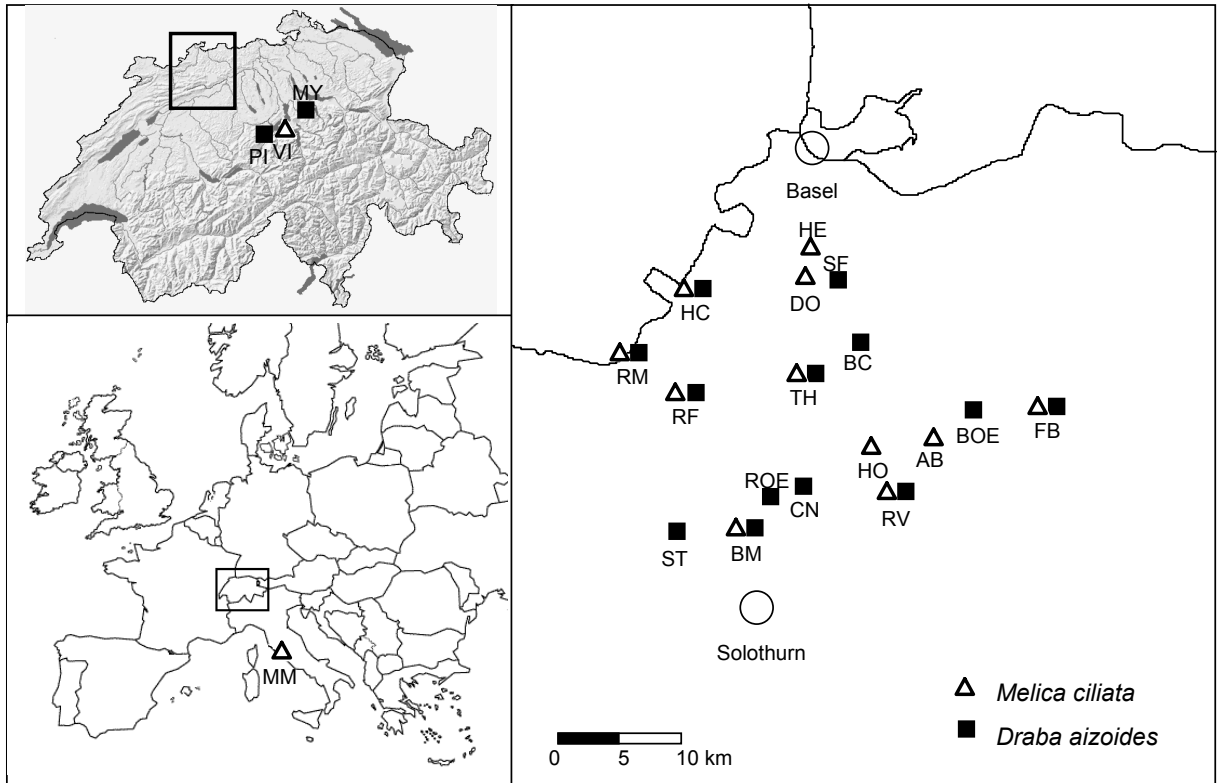 MY
PI
VI
MM
Basel
HE
SF
DO
HC
BC
RM
TH
RF
BOE
FB
AB
HO
ROE
CN
RV
ST
BM
Solothurn
Melica ciliata
Draba aizoides
0 5 10 km